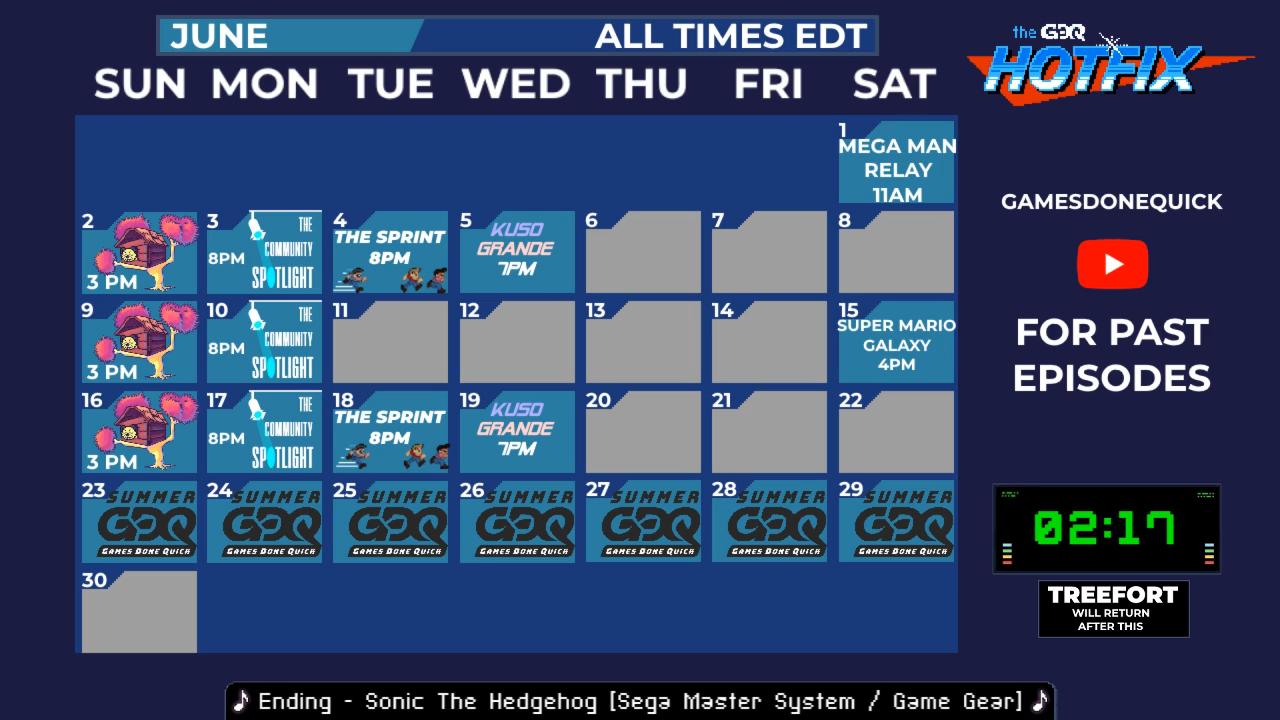 JUNE
ALL TIMES EDT
the GDQ
HOTFIX
SUN MON TUE WED THU FRI SAT
1
MEGA MAN
RELAY
11AM
2
3 PM
3
8PM
THE
COMMUNITY
SPOTLIGHT
4
THE SPRINT
8PM
5
KUSO
GRANDE
7PM
6
7
8
9
3 PM
10
8PM
THE
COMMUNITY
SPOTLIGHT
11
12
13
14
15
SUPER MARIO
GALAXY
4PM
16
3 PM
17
8PM
THE
COMMUNITY
SPOTLIGHT
18
THE SPRINT
8PM
19
KUSO
GRANDE
7PM
20
21
22
23
SUMMER
GDQ
GAMES DONE QUICK
24
SUMMER
GDQ
GAMES DONE QUICK
25
SUMMER
GDQ
GAMES DONE QUICK
26
SUMMER
GDQ
GAMES DONE QUICK
27
SUMMER
GDQ
GAMES DONE QUICK
28
SUMMER
GDQ
GAMES DONE QUICK
29
SUMMER
GDQ
GAMES DONE QUICK
30
GAMESDONEQUICK
FOR PAST
EPISODES
02:17
TREEFORT
WILL RETURN
AFTER THIS
♪ Ending - Sonic The Hedgehog [Sega Master System / Game Gear] ♪